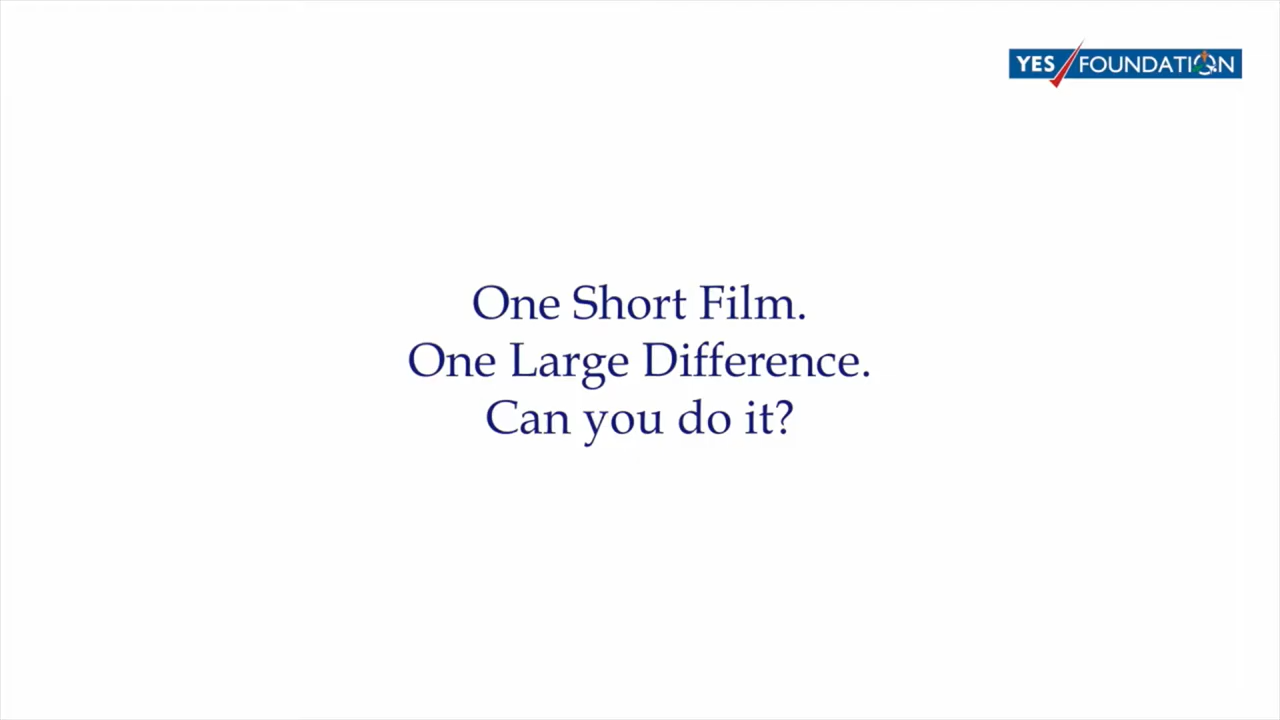 YES FOUNDATION
One Short Film.
One Large Difference.
Can you do it?